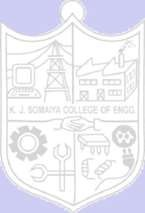 K. J. SOMAIYA COLLEGE OF ENGG.